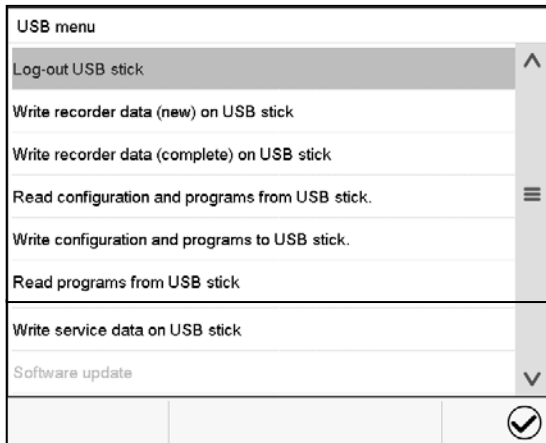 USB menu
Log-out USB stick
Write recorder data (new) on USB stick
Write recorder data (complete) on USB stick
Read configuration and programs from USB stick.
Write configuration and programs to USB stick.
Read programs from USB stick
Write service data on USB stick
Software update